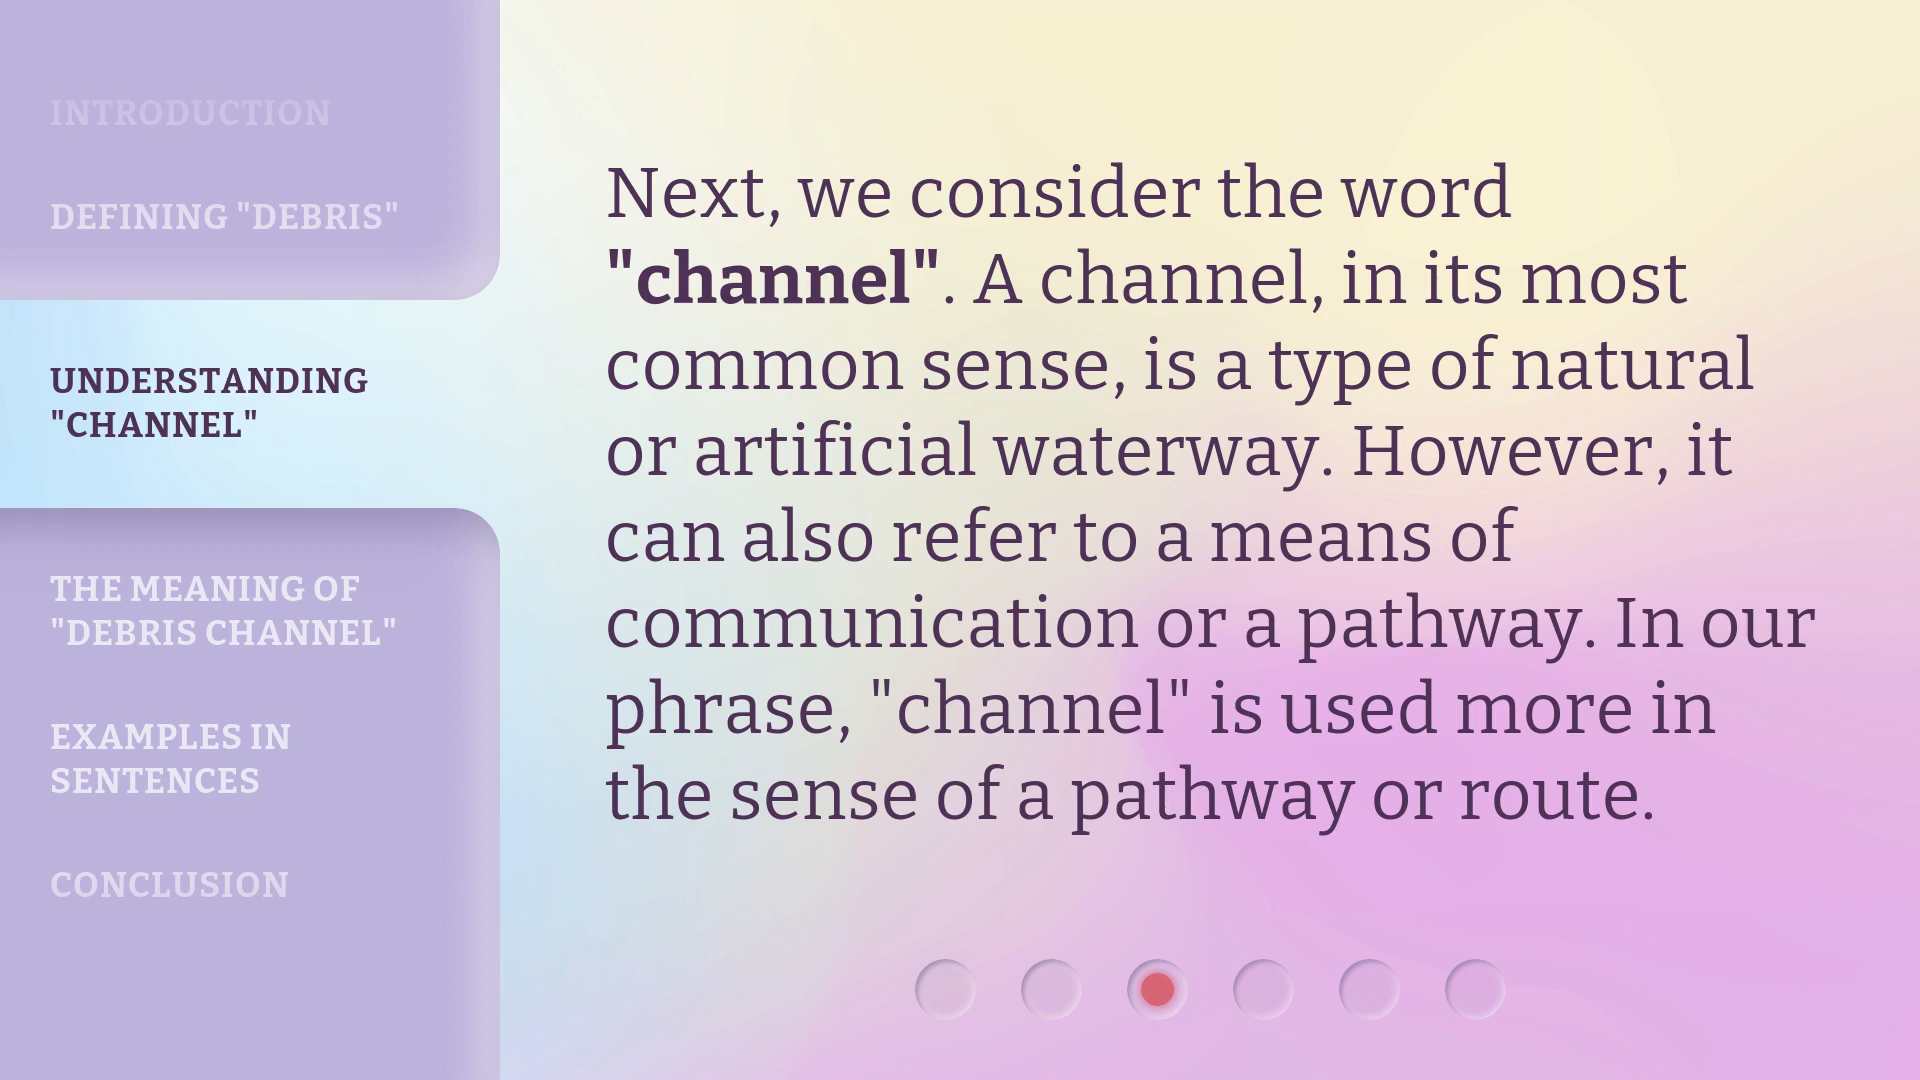 INTRODUCTION
DEFINING "DEBRIS"
UNDERSTANDING
"CHANNEL"
THE MEANING OF
"DEBRIS CHANNEL"
EXAMPLES IN
SENTENCES
CONCLUSION
Next, we consider the word
"channel". A channel, in its most
common sense, is a type of natural
or artificial waterway. However, it
can also refer to a means of
communication or a pathway. In our
phrase, "channel" is used more in
the sense of a pathway or route.